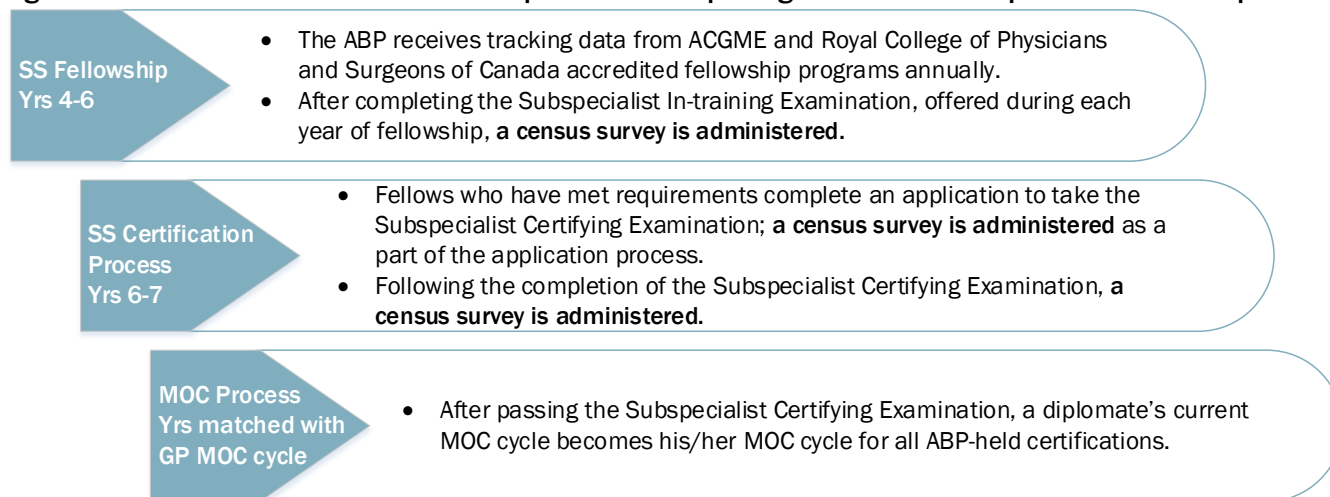 SS Fellowship
Yrs 4-6
• The ABP receives tracking data from ACGME and Royal College of Physicians
and Surgeons of Canada accredited fellowship programs annually.
• After completing the Subspecialist In-training Examination, offered during each
year of fellowship, a census survey is administered.
SS Certification
Process
Yrs 6-7
• Fellows who have met requirements complete an application to take the
Subspecialist Certifying Examination; a census survey is administered as a
part of the application process.
• Following the completion of the Subspecialist Certifying Examination, a
census survey is administered.
MOC Process
Yrs matched with
GP MOC cycle
• After passing the Subspecialist Certifying Examination, a diplomate's current
MOC cycle becomes his/her MOC cycle for all ABP-held certifications.